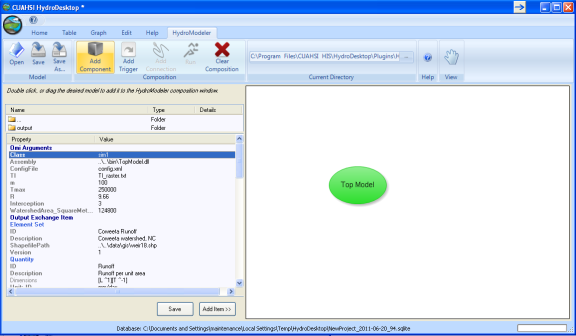 CUAHSI HydroDesktop *
Home Table Graph Edit Help HydroModeler
Open Save Save As... Add Component Add Trigger Add Connection Run Clear Composition C:\Program Files\CUAHSI HIS\HydroDesktop\Plugins\H ...
Model Composition Current Directory Help View
Double click, or drag the desired model to add it to the HydroModeler composition window.
Name Type Details
... Folder
output Folder
Property Value
Omi Arguments
Class
Assembly ..\..\bin\TopModel.dll
ConfigFile config.xml
TI TI_raster.txt
m 100
Tmax 250000
R 9.66
Interception 3
WatershedArea_SquareMet... 124800
Output Exchange Item
Element Set
ID Coweeta Runoff
Description Coweeta watershed, NC
ShapefilePath ..\..\data\gis\weir18.shp
Version 1
Quantity
ID Runoff
Description Runoff per unit area
Dimensions [L ^1][T ^-1]
Top Model
Save Add Item >>
Database: C:\Documents and Settings\maintenance\Local Settings\Temp\HydroDesktop\NewProject_2011-06-20_94.sqlite